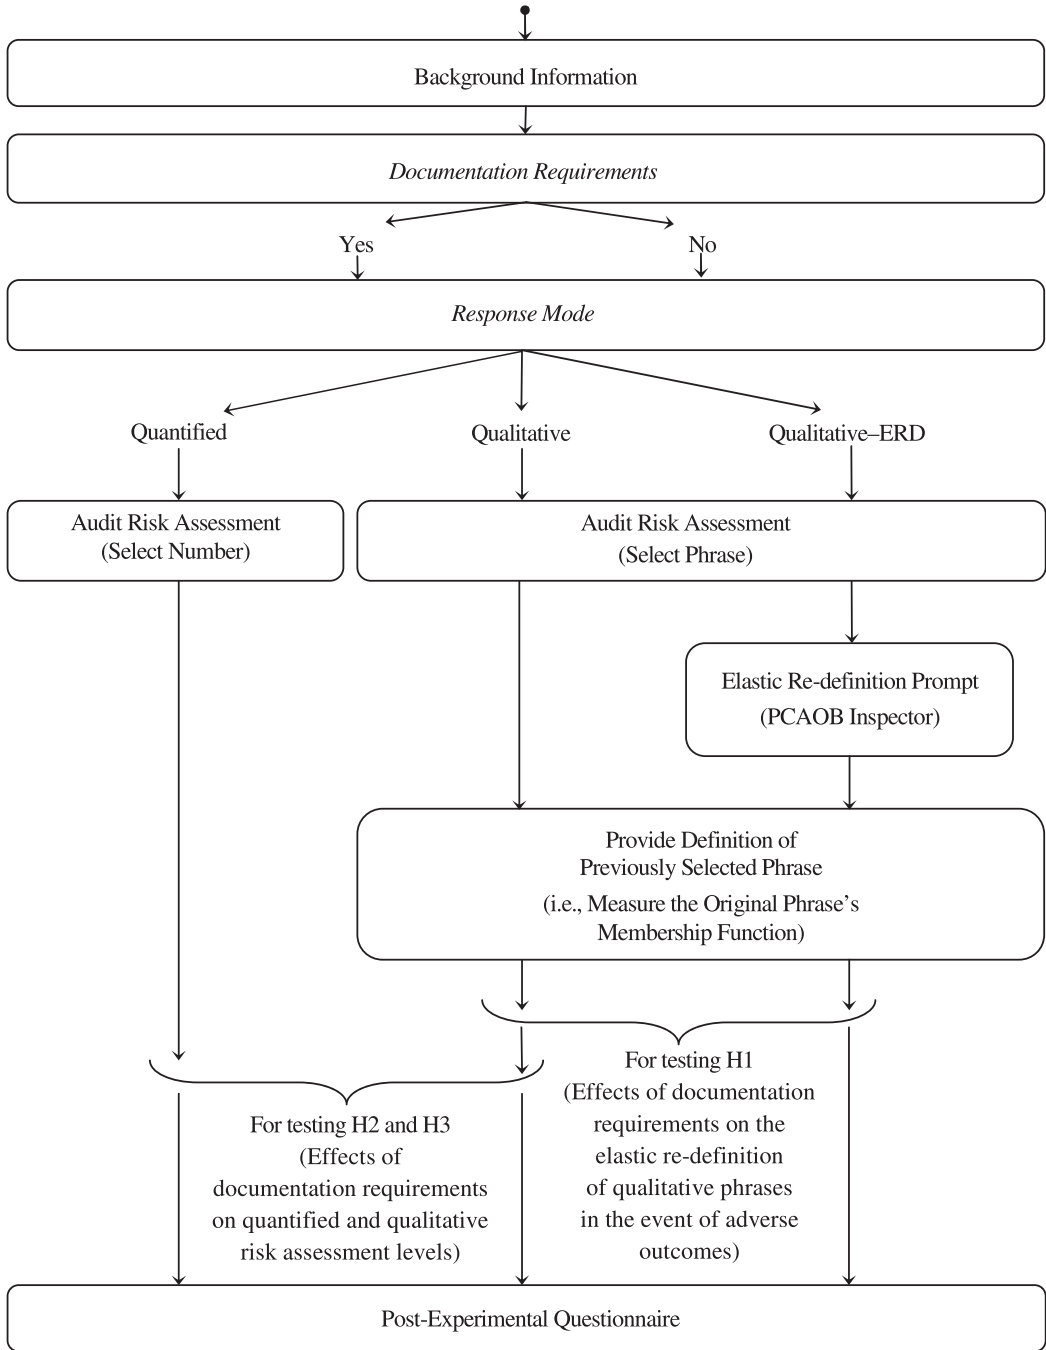 Background Information
Documentation Requirements
Yes
No
Response Mode
Quantified
Qualitative
Qualitative–ERD
Audit Risk Assessment
(Select Number)
Audit Risk Assessment
(Select Phrase)
Elastic Re-definition Prompt
(PCAOB Inspector)
Provide Definition of
Previously Selected Phrase
(i.e., Measure the Original Phrase’s
Membership Function)
For testing H1
(Effects of documentation
requirements on the
elastic re-definition
of qualitative phrases
in the event of adverse
outcomes)
For testing H2 and H3
(Effects of
documentation requirements
on quantified and qualitative
risk assessment levels)
Post-Experimental Questionnaire